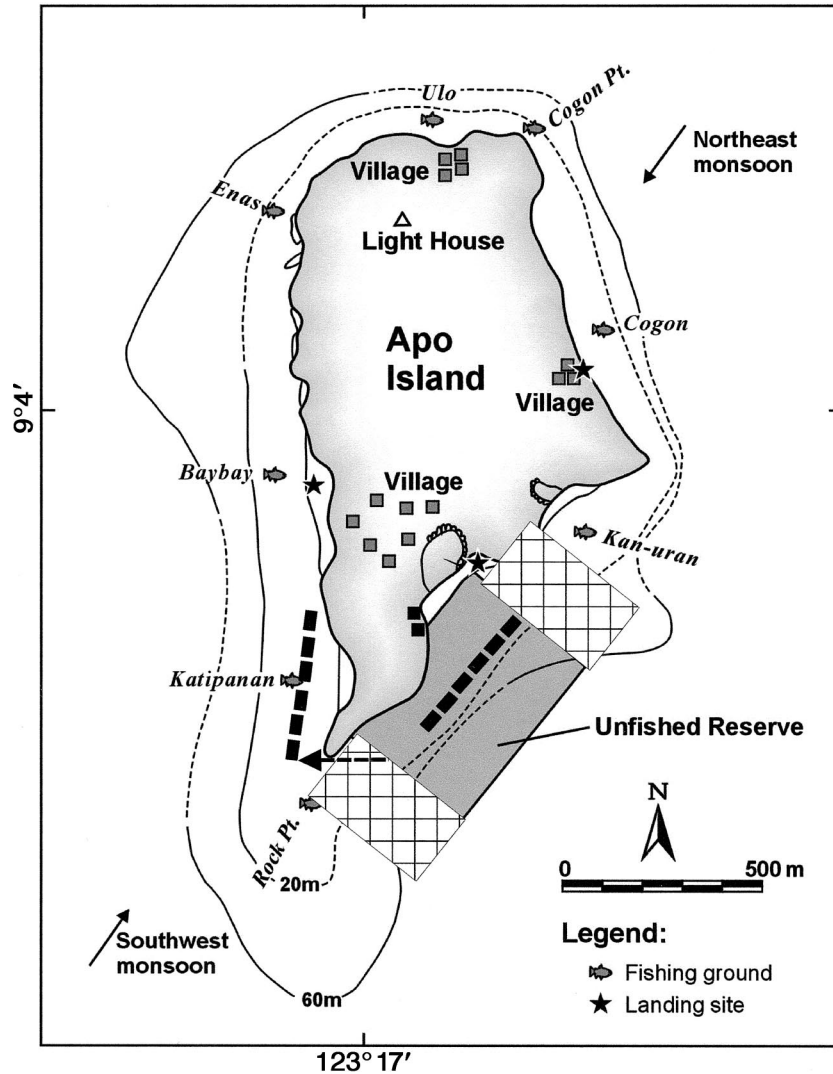 Ulo
Cogon Pt.
Northeast
monsoon
Village
Enas
Light House
Cogon
Apo
Island
9°4'
Village
Baybay
Village
Kan-uran
Katipanan
Unfished Reserve
N
Rock Pt.
0 500 m
20m
Legend:
Southwest
monsoon
Fishing ground
60m
Landing site
123°17'